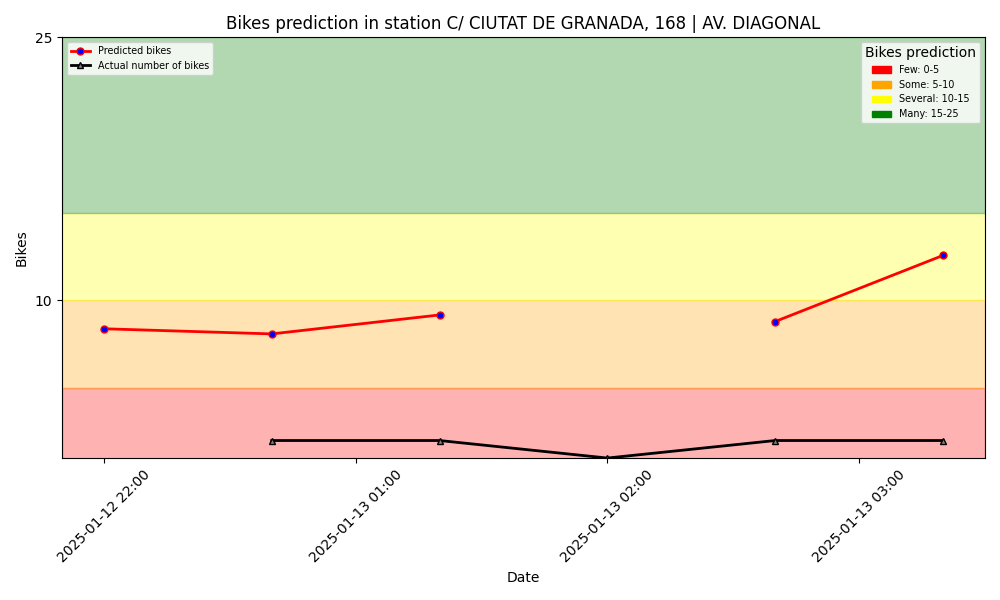 Bikes prediction in station C/ CIUTAT DE GRANADA, 168 | AV. DIAGONAL
25
10
Bikes
Predicted bikes
Actual number of bikes
Bikes prediction
Few: 0-5
Some: 5-10
Several: 10-15
Many: 15-25
2025-01-12 22:00
2025-01-13 01:00
2025-01-13 02:00
2025-01-13 03:00
Date